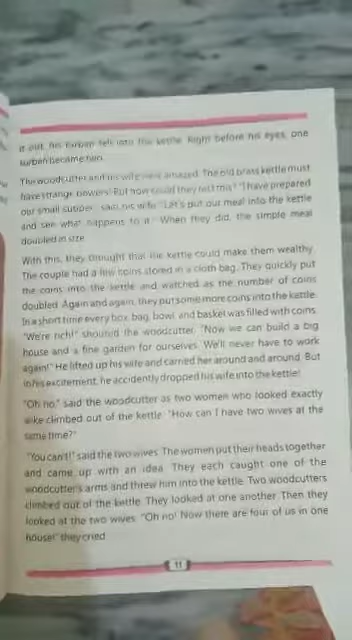 it out, his turban fell into the kettle. Right before his eyes, one
turban became two.
The woodcutter and his wife were amazed. The old brass kettle must
have strange powers! But how could they test this? "I have prepared
our small supper," said his wife. "Let's put our meal into the kettle
and see what happens to it." When they did, the simple meal
doubled in size.
With this, they thought that the kettle could make them wealthy.
The couple had a few coins stored in a cloth bag. They quickly put
the coins into the kettle and watched as the number of coins
doubled. Again and again, they put some more coins into the kettle.
In a short time every box, bag, bowl and basket was filled with coins.
"We're rich!" shouted the woodcutter. "Now we can build a big
house and a fine garden for ourselves. We'll never have to work
again!" He lifted up his wife and carried her around and around. But
in his excitement, he accidently dropped his wife into the kettle!
"Oh no," said the woodcutter as two women who looked exactly
alike climbed out of the kettle. "How can I have two wives at the
same time?"
"You can't!" said the two wives. The women put their heads together
and came up with an idea. They each caught one of the
woodcutter's arms and threw him into the kettle. Two woodcutters
climbed out of the kettle. They looked at one another. Then they
looked at the two wives. "Oh no! Now there are four of us in one
house!" they cried.
11